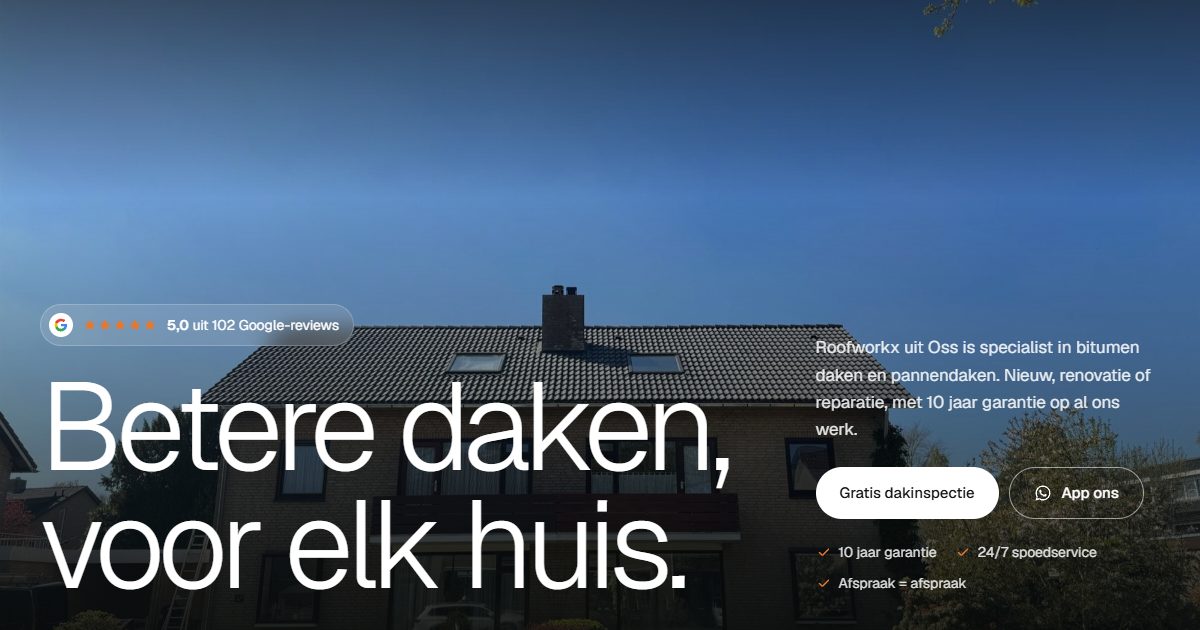 5,0 uit 102 Google-reviews
Betere daken,
voor elk huis.
Roofworkx uit Oss is specialist in bitumen
daken en pannendaken. Nieuw, renovatie of
reparatie, met 10 jaar garantie op al ons
werk.
Gratis dakinspectie
App ons
10 jaar garantie
24/7 spoedservice
Afspraak = afspraak